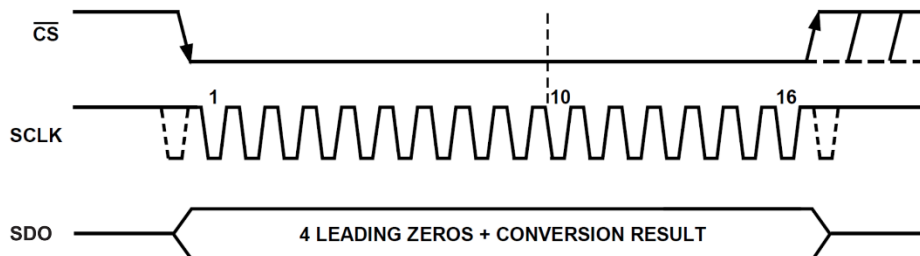 CS
1 10 16
SCLK
SDO 4 LEADING ZEROS + CONVERSION RESULT